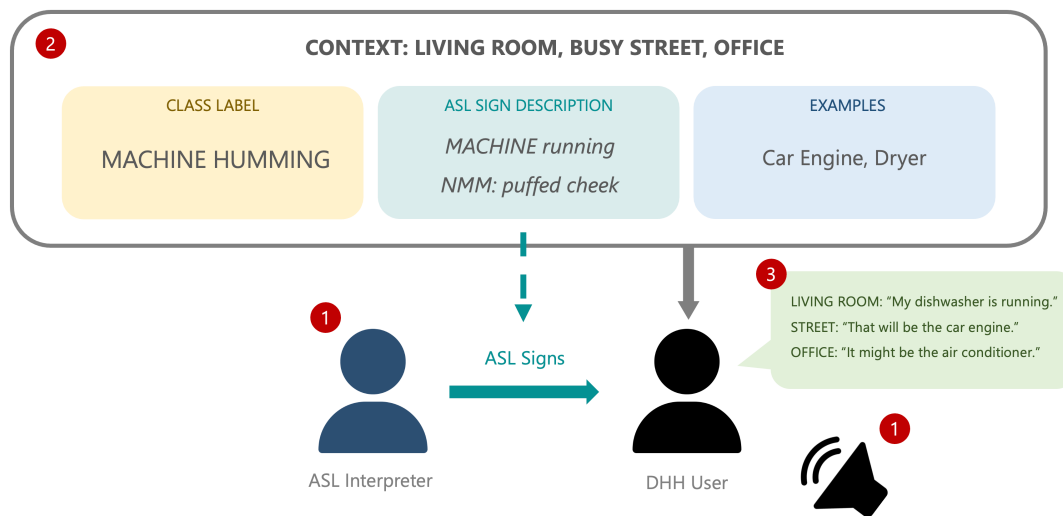 2
CONTEXT: LIVING ROOM, BUSY STREET, OFFICE
CLASS LABEL
MACHINE HUMMING
ASL SIGN DESCRIPTION
MACHINE running
NMM: puffed cheek
EXAMPLES
Car Engine, Dryer
3
LIVING ROOM: “My dishwasher is running.”
STREET: “That will be the car engine.”
OFFICE: “It might be the air conditioner.”
1
ASL Signs
ASL Interpreter
DHH User
1